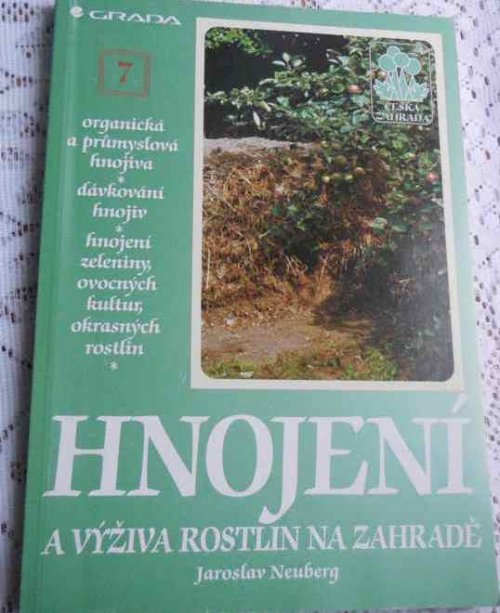 GRADA
7
organická
a průmyslová
hnojiva
*
dávkování
hnojiv
*
hnojení
zeleniny,
ovocných
kultur,
okrasných
rostlin
*
ČESKÁ
ZAHRADA
HNOJENÍ
A VÝŽIVA ROSTLIN NA ZAHRADĚ
Jaroslav Neuberg